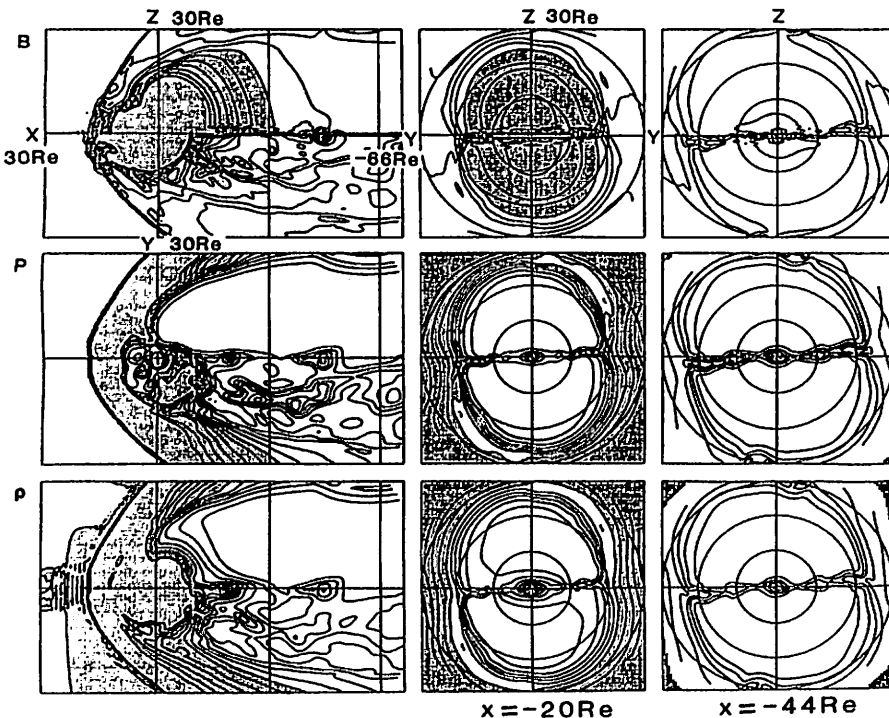 Z 30Re
Z 30Re
Z
B
X
Y
Y
30Re
-66Re
Y 30Re
P
ρ
x=-20Re
x=-44Re